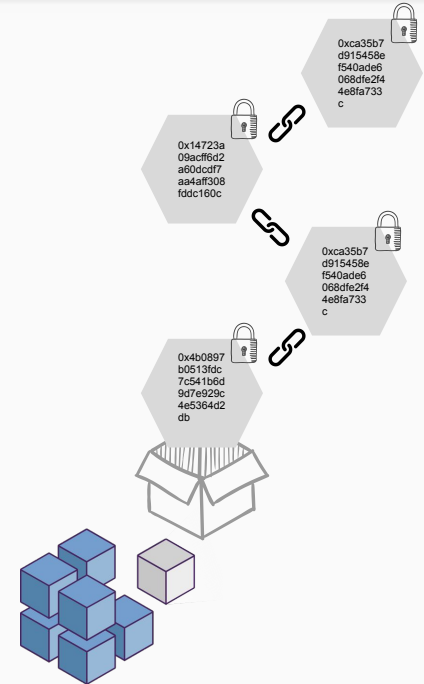 0xca35b7
d915458e
f540ade6
068dfe2f4
4e8fa733
c
0x14723a
09acff6d2
a60dcdf7
aa4aff308
fddc160c
0xca35b7
d915458e
f540ade6
068dfe2f4
4e8fa733
c
0x4b0897
b0513fdc
7c541b6d
9d7e929c
4e5364d2
db